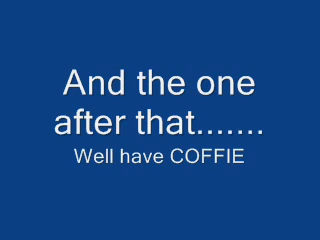 And the one
after that.......
Well have COFFIE